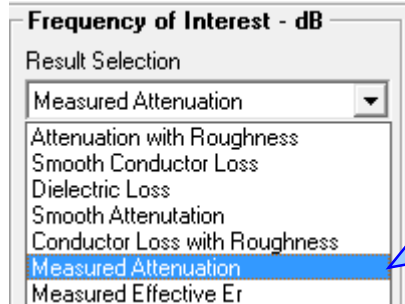 Frequency of Interest - dB
Result Selection
Measured Attenuation
Attenuation with Roughness
Smooth Conductor Loss
Dielectric Loss
Smooth Attenutation
Conductor Loss with Roughness
Measured Attenuation
Measured Effective Er